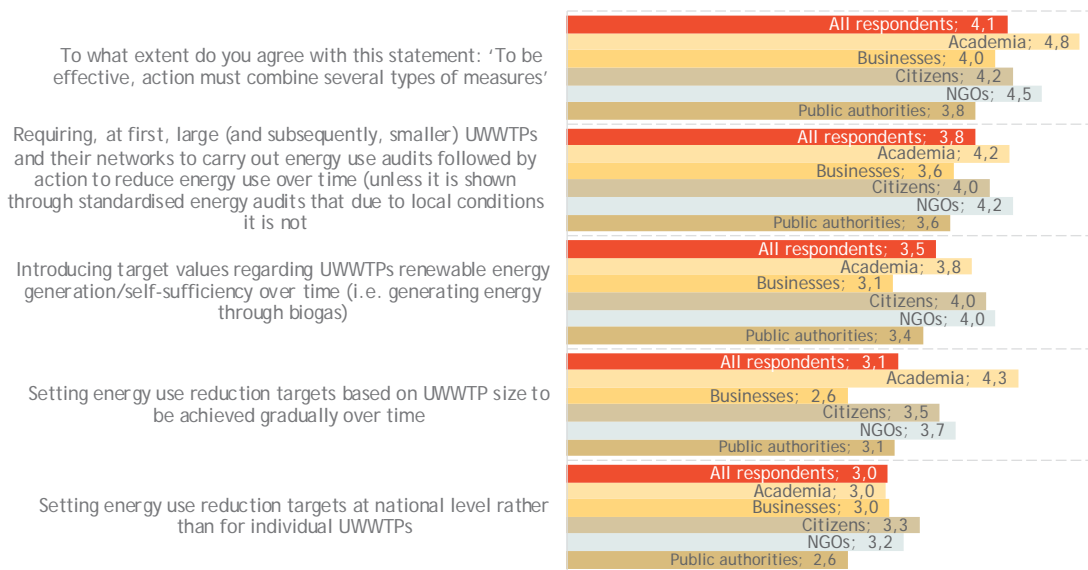 To what extent do you agree with this statement: ‘To be
effective, action must combine several types of measures’
All respondents; 4,1
Academia; 4,8
Businesses; 4,0
Citizens; 4,2
NGOs; 4,5
Public authorities; 3,8
Requiring, at first, large (and subsequently, smaller) UWWTPs
and their networks to carry out energy use audits followed by
action to reduce energy use over time (unless it is shown
through standardised energy audits that due to local conditions
it is not
All respondents; 3,8
Academia; 4,2
Businesses; 3,6
Citizens; 4,0
NGOs; 4,2
Public authorities; 3,6
Introducing target values regarding UWWTPs renewable energy
generation/self-sufficiency over time (i.e. generating energy
through biogas)
All respondents; 3,5
Academia; 3,8
Businesses; 3,1
Citizens; 4,0
NGOs; 4,0
Public authorities; 3,4
Setting energy use reduction targets based on UWWTP size to
be achieved gradually over time
All respondents; 3,1
Academia; 4,3
Businesses; 2,6
Citizens; 3,5
NGOs; 3,7
Public authorities; 3,1
Setting energy use reduction targets at national level rather
than for individual UWWTPs
All respondents; 3,0
Academia; 3,0
Businesses; 3,0
Citizens; 3,3
NGOs; 3,2
Public authorities; 2,6